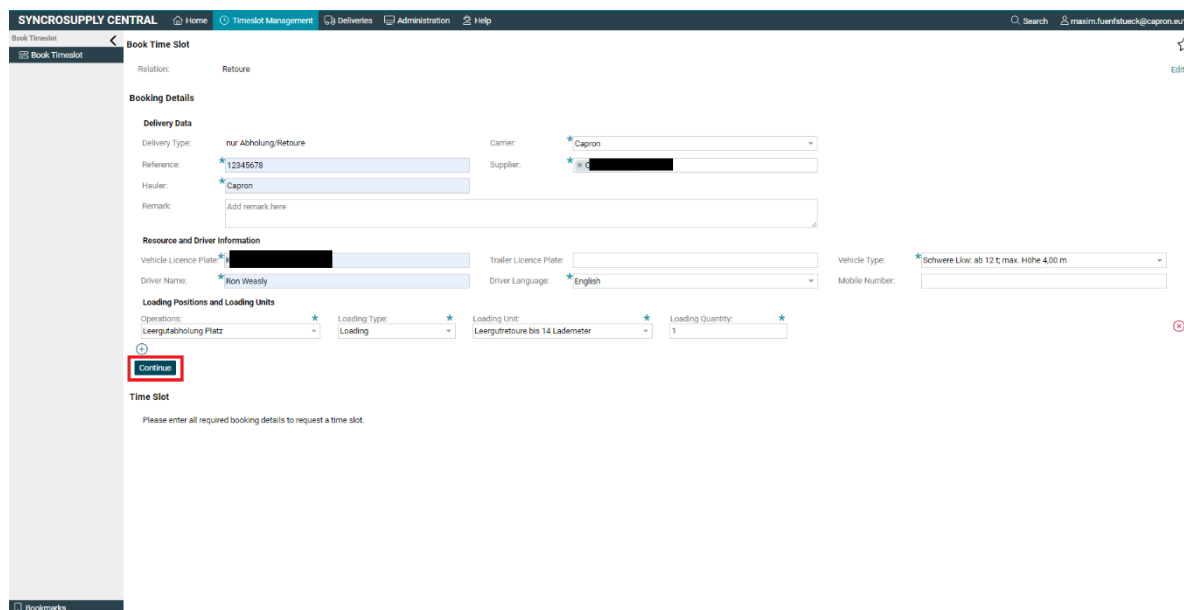 SYNCROSUPPLY CENTRAL Home Timeslot Management Deliveries Administration Help Search maxim.fuenfstueck@capron.eu
Book Timeslot
Book Timeslot
Book Time Slot
Relation: Retoure Edit
Booking Details
Delivery Data
Delivery Type: nur Abholung/Retoure Carrier: * Capron
Reference: * 12345678 Supplier: *
Hauler: * Capron
Remark: Add remark here
Resource and Driver Information
Vehicle Licence Plate: * Trailer Licence Plate: Vehicle Type: * Schwere Lkw: ab 12 t; max. Höhe 4,00 m
Driver Name: * Ron Weasly Driver Language: * English Mobile Number:
Loading Positions and Loading Units
Operations: * Loading Type: * Loading Unit: * Loading Quantity: *
Leergutabholung Platz Loading Leergutretoure bis 14 Lademeter 1
Continue
Time Slot
Please enter all required booking details to request a time slot.
Bookmarks